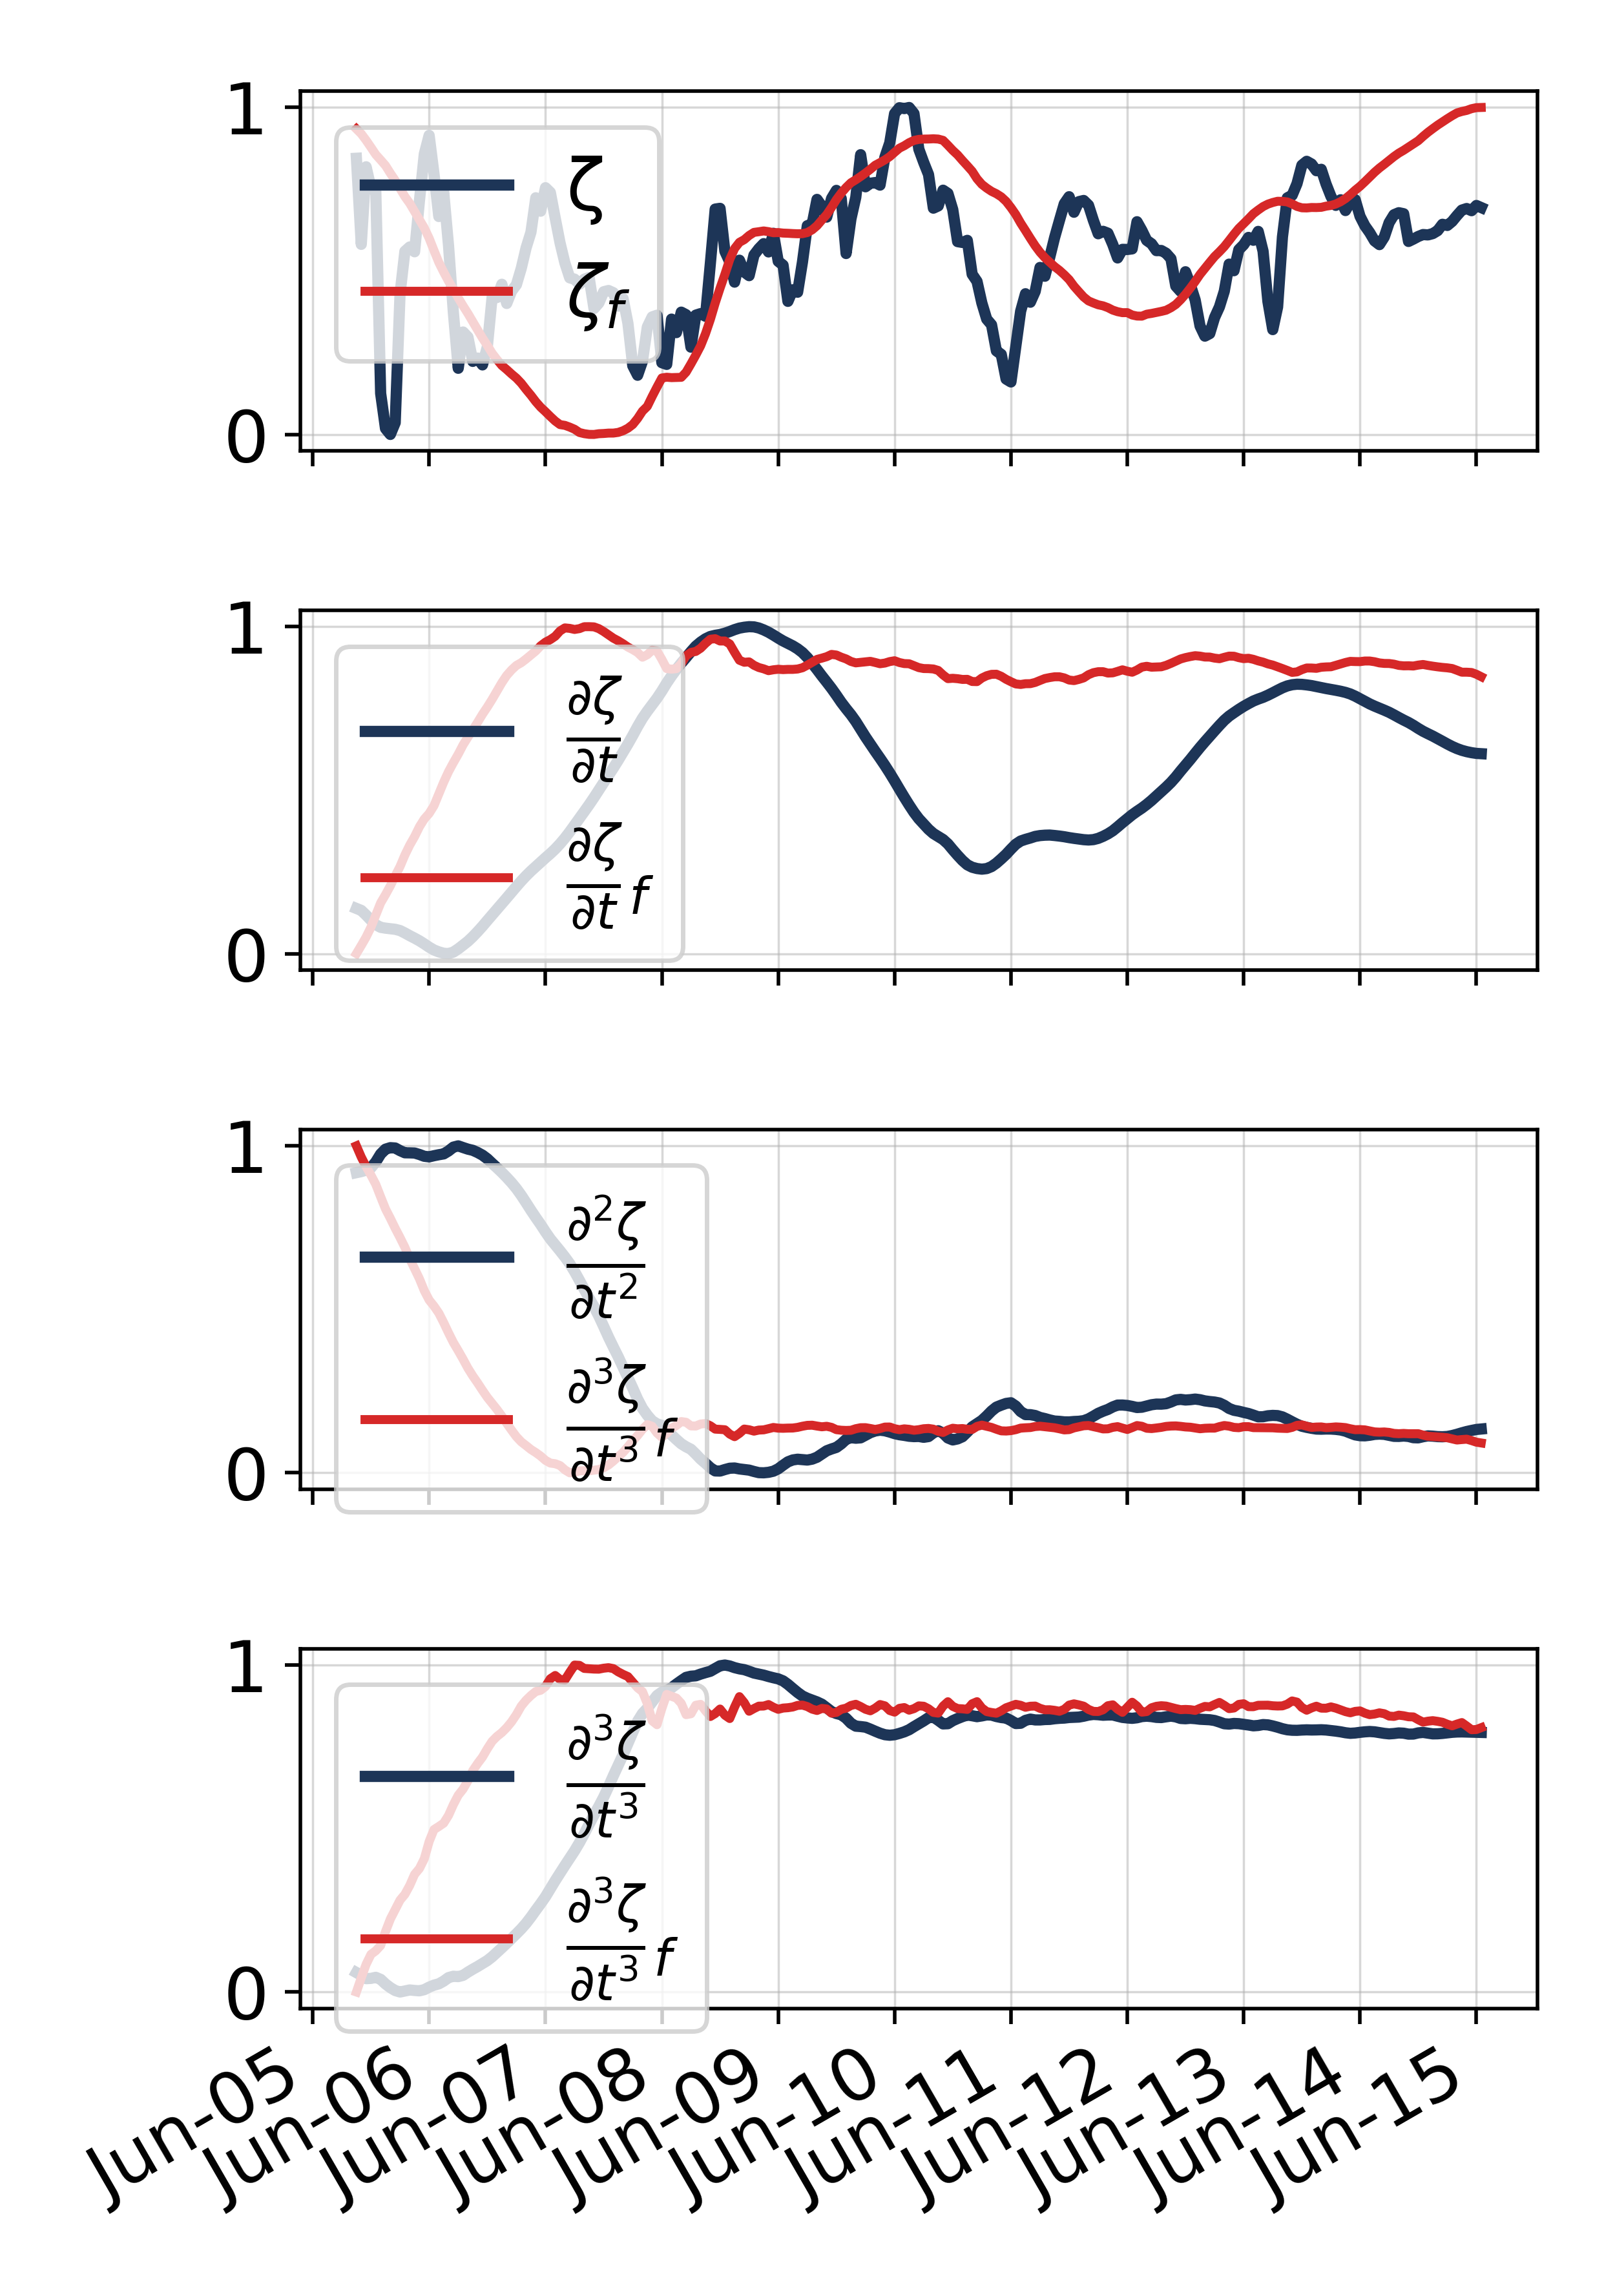 1
0
ζ
ζ_f
1
0
∂ζ/∂t
∂ζ/∂t f
1
0
∂²ζ/∂t²
∂³ζ/∂t³ f
1
0
∂³ζ/∂t³
∂³ζ/∂t³ f
Jun-05
Jun-06
Jun-07
Jun-08
Jun-09
Jun-10
Jun-11
Jun-12
Jun-13
Jun-14
Jun-15